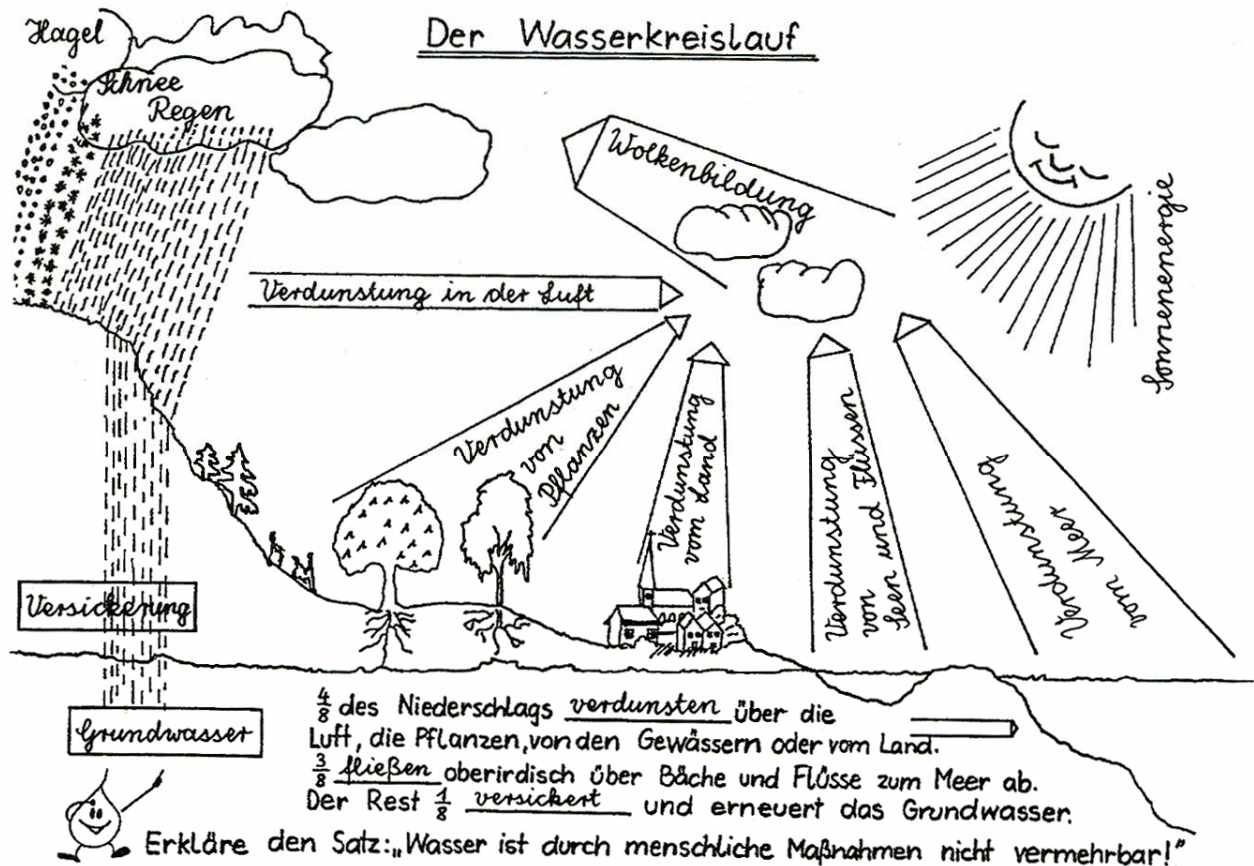 Der Wasserkreislauf
Hagel
Schnee
Regen
Wolkenbildung
Sonnenenergie
Verdunstung in der Luft
Verdunstung
von
Pflanzen
Verdunstung
vom Land
Verdunstung
von
Seen und Flüssen
Verdunstung
vom Meer
Versickerung
Grundwasser
4/8 des Niederschlags verdunsten über die
Luft, die Pflanzen, von den Gewässern oder vom Land.
3/8 fließen oberirdisch über Bäche und Flüsse zum Meer ab.
Der Rest 1/8 versickert und erneuert das Grundwasser.
Erkläre den Satz: „Wasser ist durch menschliche Maßnahmen nicht vermehrbar!"